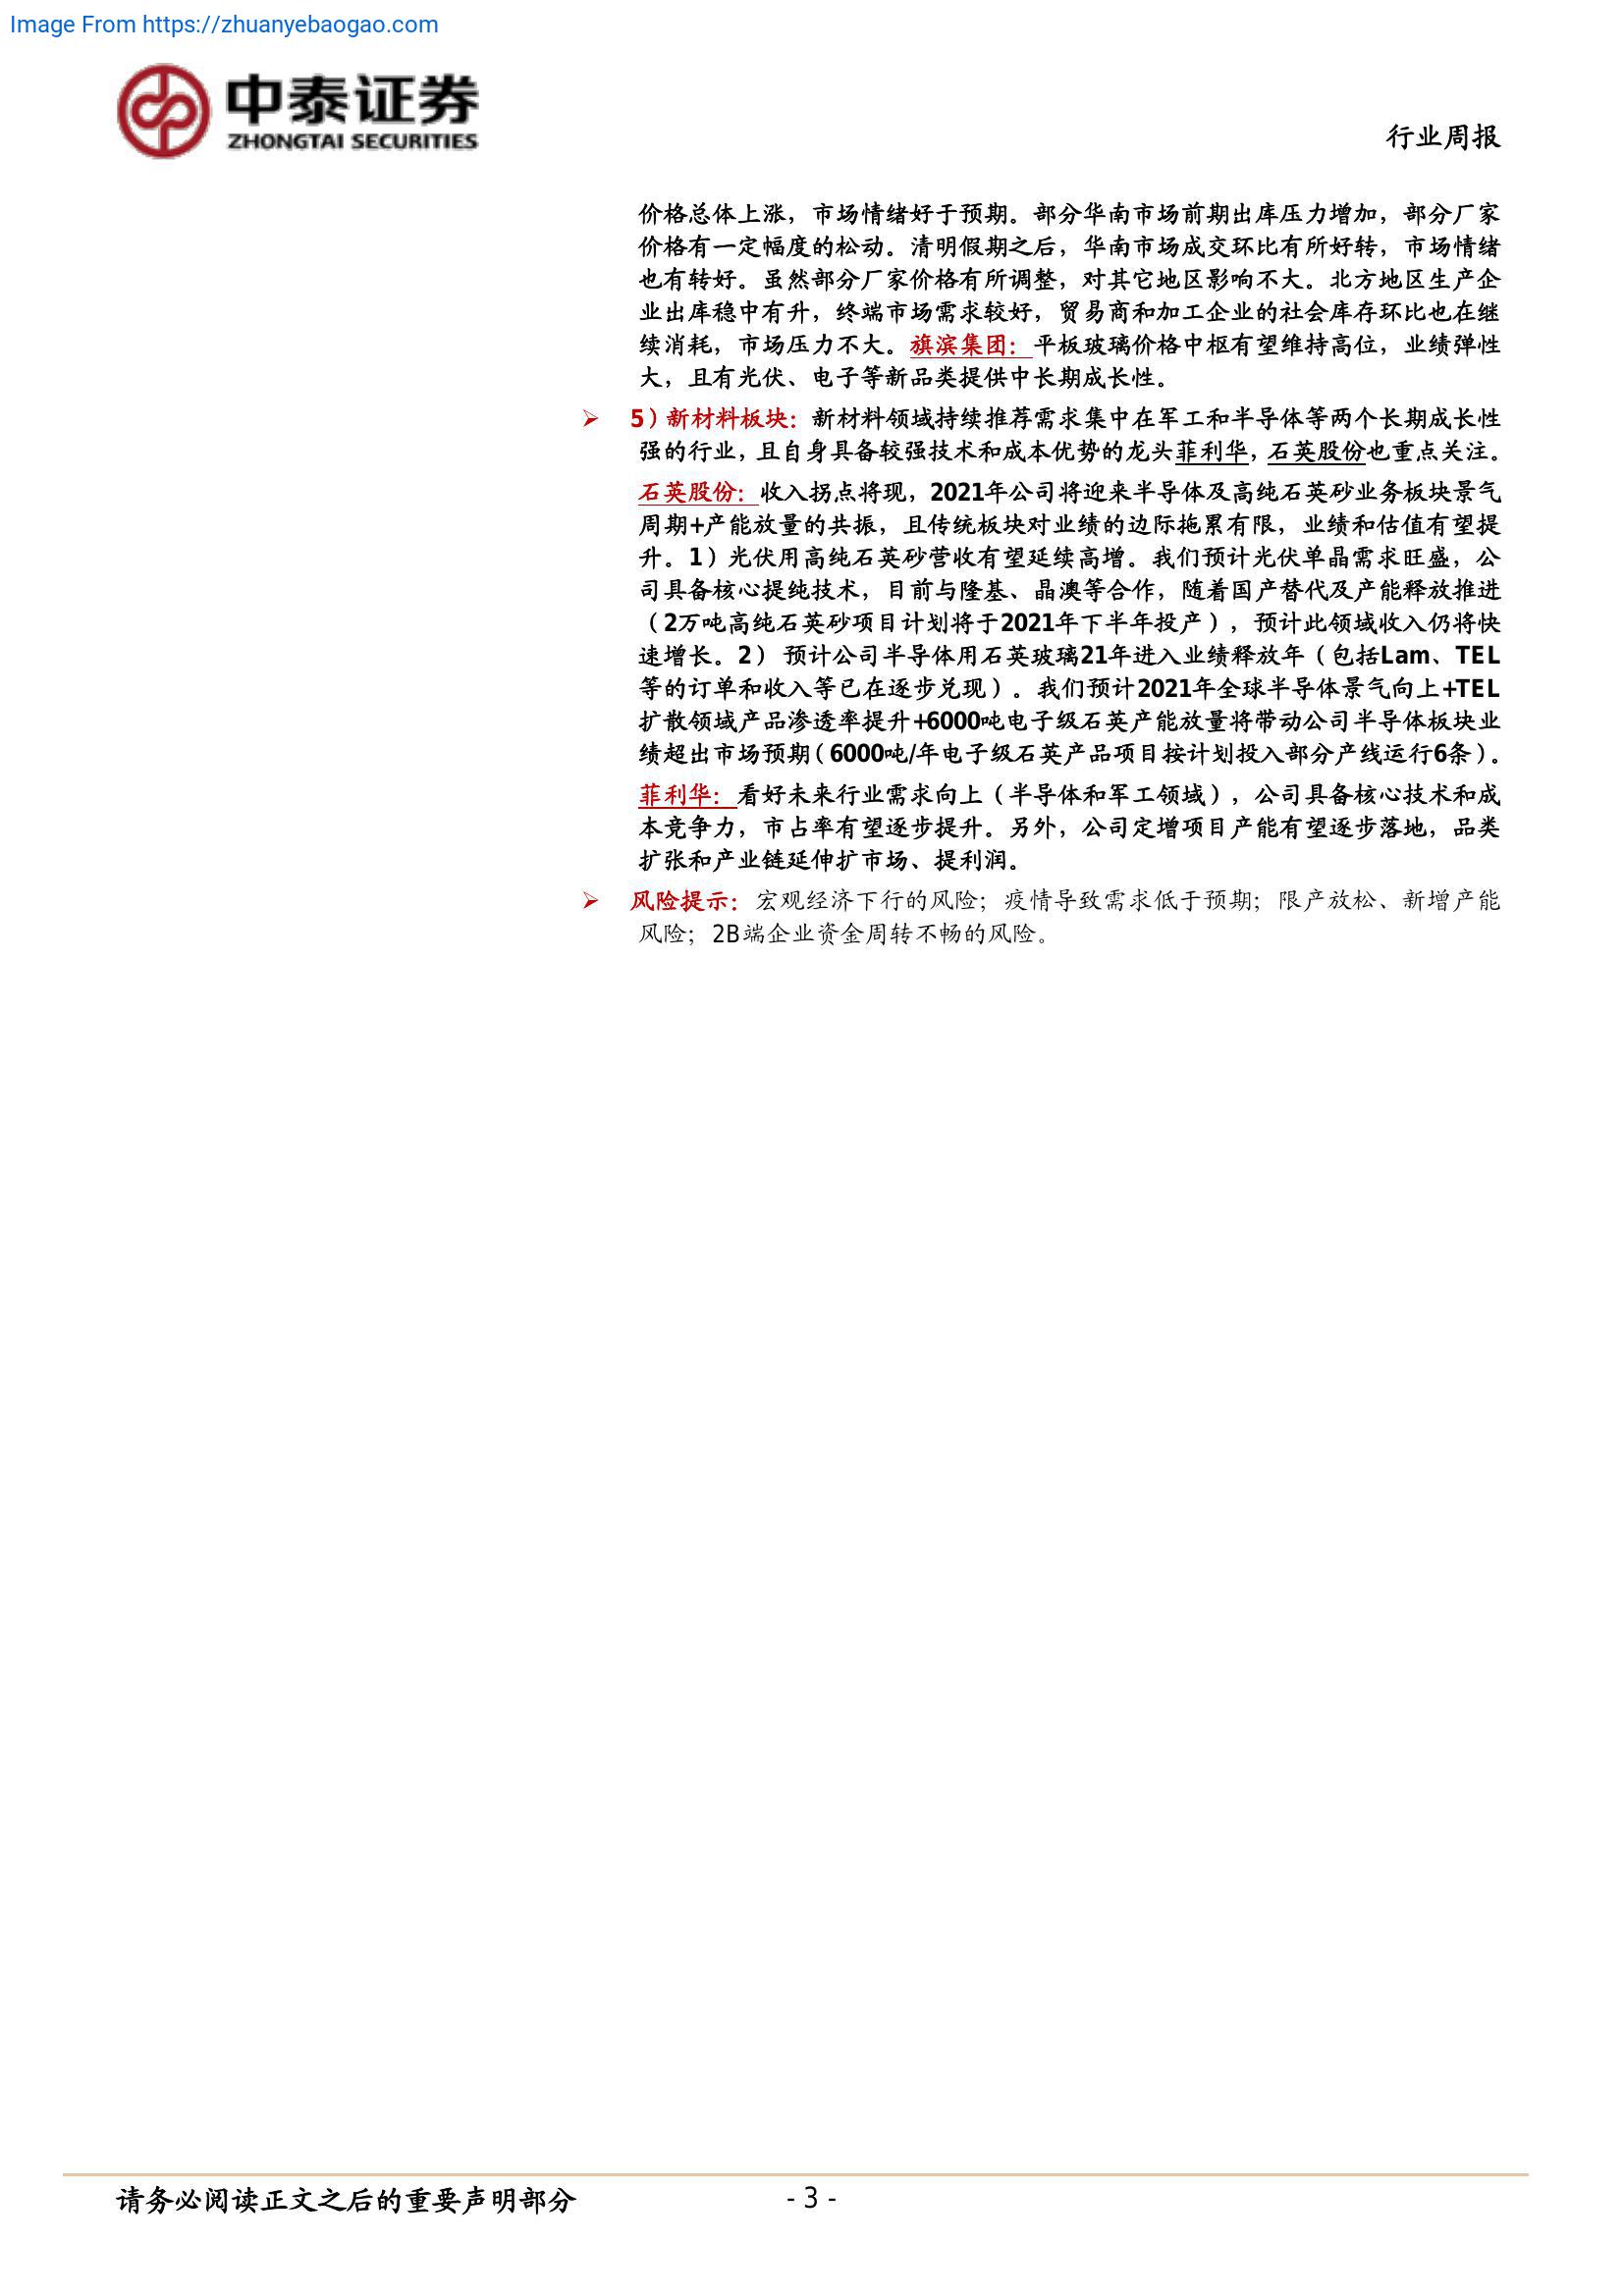 Image From https://zhuanyebaogao.com
中泰证券
ZHONGTAI SECURITIES
行业周报
价格总体上涨，市场情绪好于预期。部分华南市场前期出库压力增加，部分厂家
价格有一定幅度的松动。清明假期之后，华南市场成交环比有所好转，市场情绪
也有转好。虽然部分厂家价格有所调整，对其它地区影响不大。北方地区生产企
业出库稳中有升，终端市场需求较好，贸易商和加工企业的社会库存环比也在继
续消耗，市场压力不大。旗滨集团：平板玻璃价格中枢有望维持高位，业绩弹性
大，且有光伏、电子等新品类提供中长期成长性。
➢ 5）新材料板块：新材料领域持续推荐需求集中在军工和半导体等两个长期成长性
强的行业，且自身具备较强技术和成本优势的龙头菲利华，石英股份也重点关注。
石英股份：收入拐点将现，2021年公司将迎来半导体及高纯石英砂业务板块景气
周期+产能放量的共振，且传统板块对业绩的边际拖累有限，业绩和估值有望提
升。1）光伏用高纯石英砂营收有望延续高增。我们预计光伏单晶需求旺盛，公
司具备核心提纯技术，目前与隆基、晶澳等合作，随着国产替代及产能释放推进
（2万吨高纯石英砂项目计划将于2021年下半年投产），预计此领域收入仍将快
速增长。2） 预计公司半导体用石英玻璃21年进入业绩释放年（包括Lam、TEL
等的订单和收入等已在逐步兑现）。我们预计2021年全球半导体景气向上+TEL
扩散领域产品渗透率提升+6000吨电子级石英产能放量将带动公司半导体板块业
绩超出市场预期（6000吨/年电子级石英产品项目按计划投入部分产线运行6条）。
菲利华：看好未来行业需求向上（半导体和军工领域），公司具备核心技术和成
本竞争力，市占率有望逐步提升。另外，公司定增项目产能有望逐步落地，品类
扩张和产业链延伸扩市场、提利润。
➢ 风险提示：宏观经济下行的风险；疫情导致需求低于预期；限产放松、新增产能
风险；2B端企业资金周转不畅的风险。
请务必阅读正文之后的重要声明部分
- 3 -